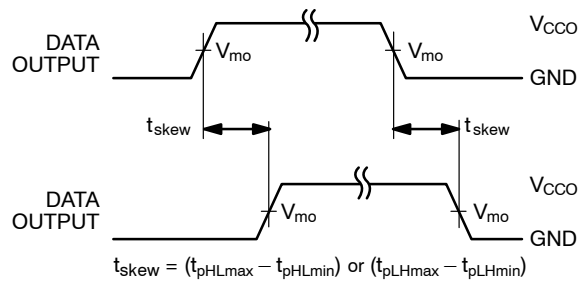 V_CCO
DATA
OUTPUT
V_mo
V_mo
GND
t_skew
t_skew
V_CCO
DATA
OUTPUT
V_mo
V_mo
GND
t_skew = (t_pHLmax − t_pHLmin) or (t_pLHmax − t_pLHmin)